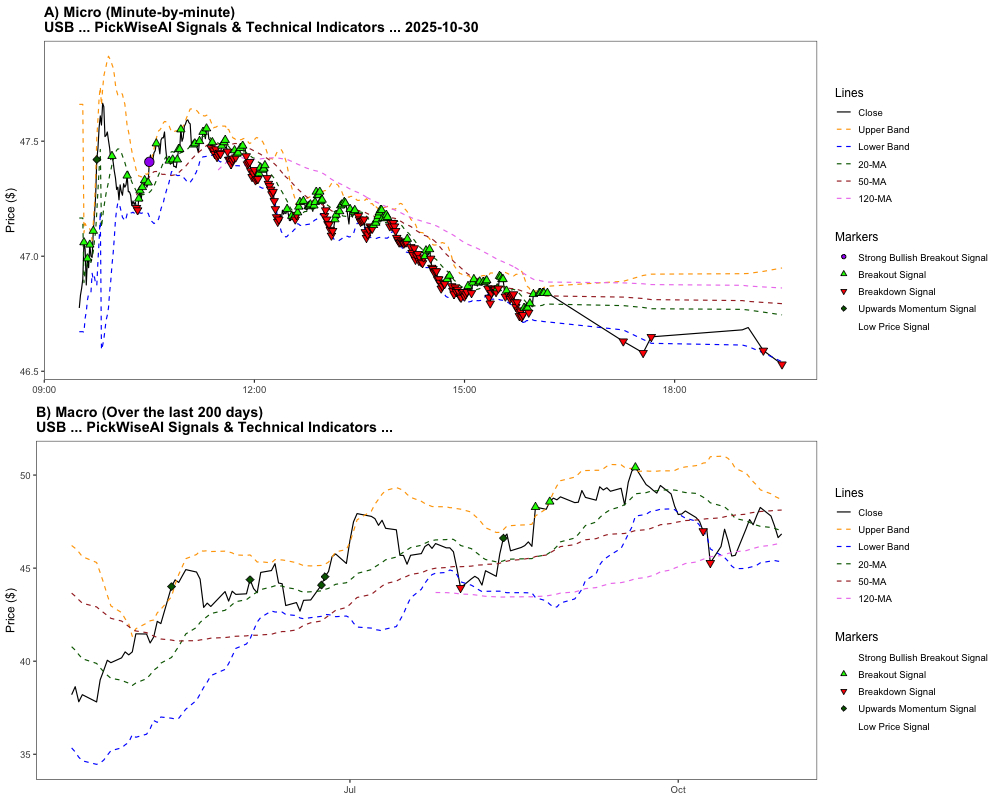 A) Micro (Minute-by-minute)
USB ... PickWiseAI Signals & Technical Indicators ... 2025-10-30
Price ($)
47.5
47.0
46.5
09:00
12:00
15:00
18:00
Lines
Close
Upper Band
Lower Band
20-MA
50-MA
120-MA
Markers
Strong Bullish Breakout Signal
Breakout Signal
Breakdown Signal
Upwards Momentum Signal
Low Price Signal
B) Macro (Over the last 200 days)
USB ... PickWiseAI Signals & Technical Indicators ...
Price ($)
50
45
40
35
Jul
Oct
Lines
Close
Upper Band
Lower Band
20-MA
50-MA
120-MA
Markers
Strong Bullish Breakout Signal
Breakout Signal
Breakdown Signal
Upwards Momentum Signal
Low Price Signal